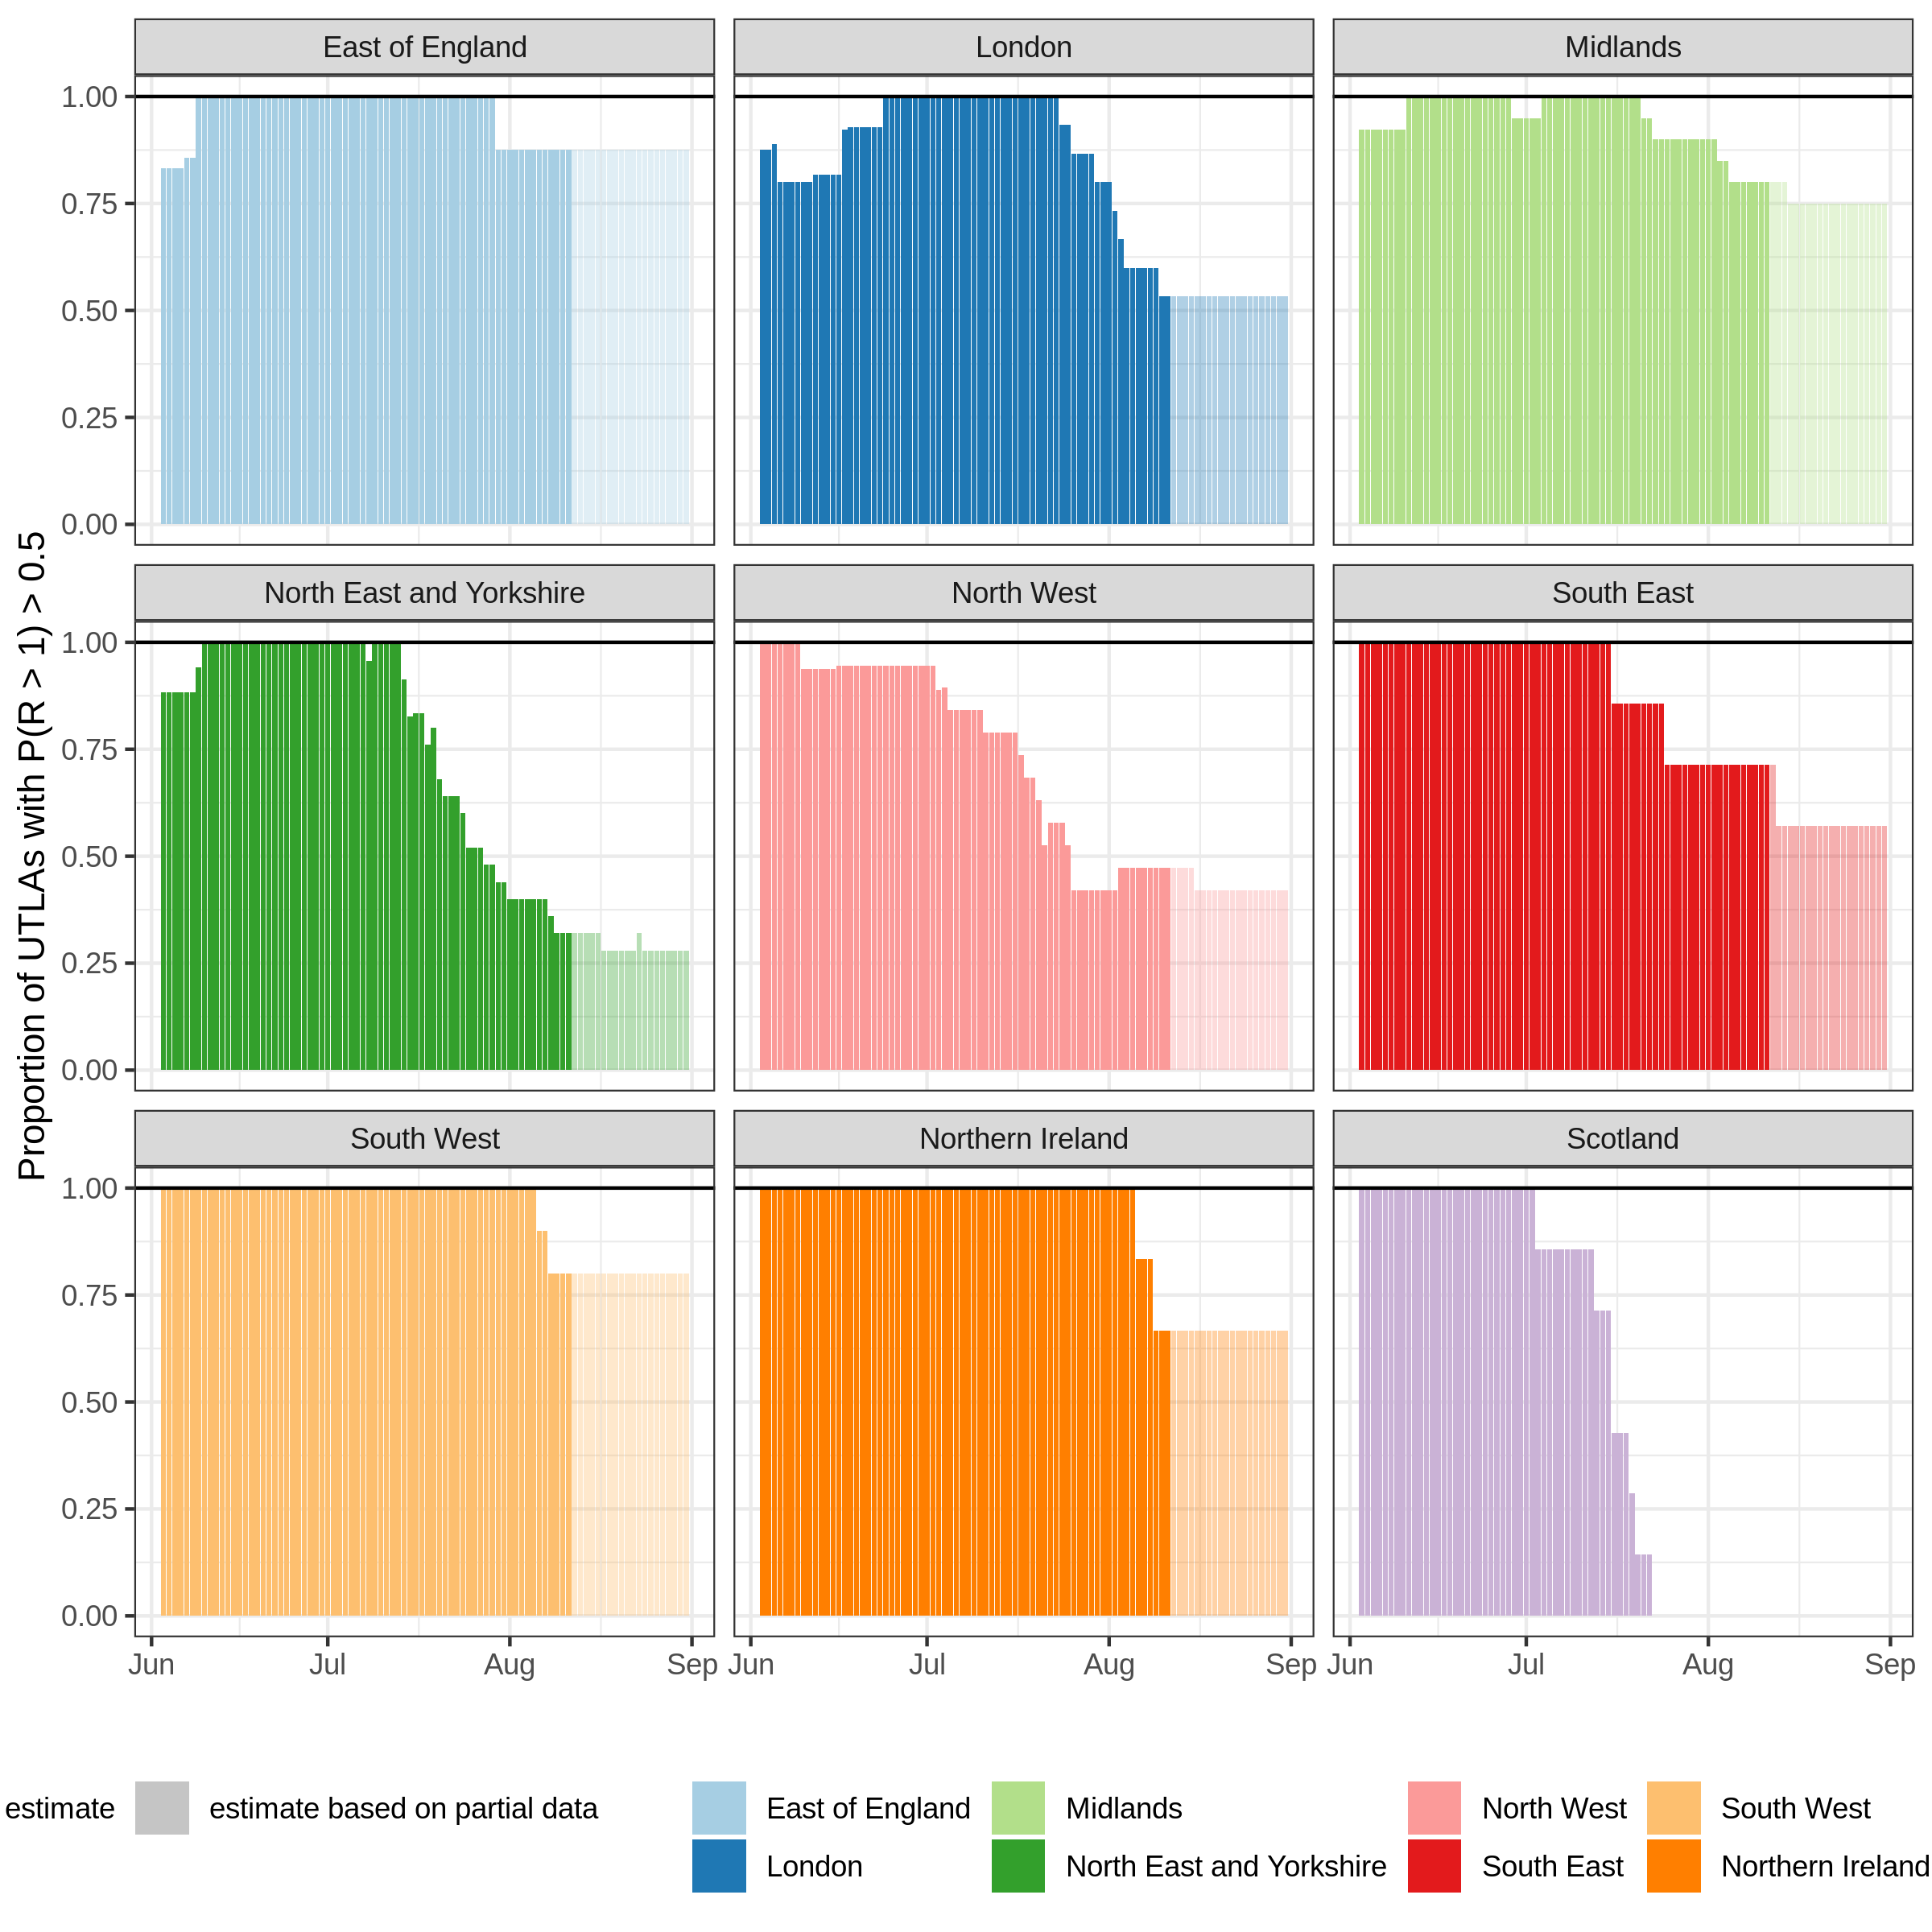 East of England London Midlands
1.00
0.75
0.50
0.25
0.00
North East and Yorkshire North West South East
1.00
0.75
0.50
0.25
0.00
South West Northern Ireland Scotland
1.00
0.75
0.50
0.25
0.00
Proportion of UTLAs with P(R > 1) > 0.5
Jun Jul Aug Sep Jun Jul Aug Sep Jun Jul Aug Sep
estimate estimate based on partial data East of England Midlands North West South West
London North East and Yorkshire South East Northern Ireland